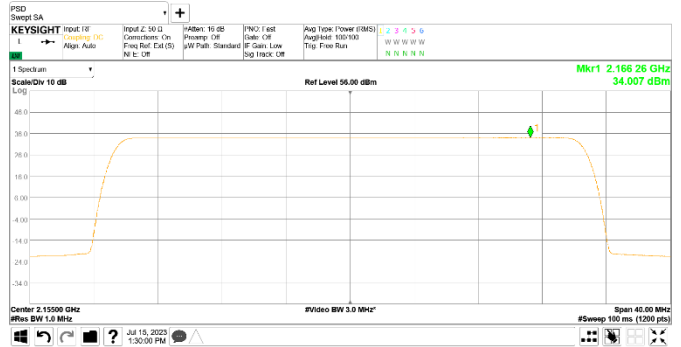 PSD
Swept SA
KEYSIGHT Input: RF Input Z: 50 Ω #Atten: 16 dB PNO: Fast Avg Type: Power (RMS) 1 2 3 4 5 6
L Coupling: DC Corrections: On Preamp: Off Gate: Off Avg|Hold: 100/100 W W W W W
Align: Auto Freq Ref: Ext (S) µW Path: Standard IF Gain: Low Trig: Free Run
NFE: Off Sig Track: Off N N N N N
1 Spectrum Mkr1 2.166 26 GHz
Scale/Div 10 dB Ref Level 56.00 dBm 34.007 dBm
Log
46.0
36.0
1
26.0
16.0
6.00
-4.00
-14.0
-24.0
-34.0
Center 2.15500 GHz #Video BW 3.0 MHz* Span 40.00 MHz
#Res BW 1.0 MHz #Sweep 100 ms (1200 pts)
Jul 15, 2023
1:30:00 PM